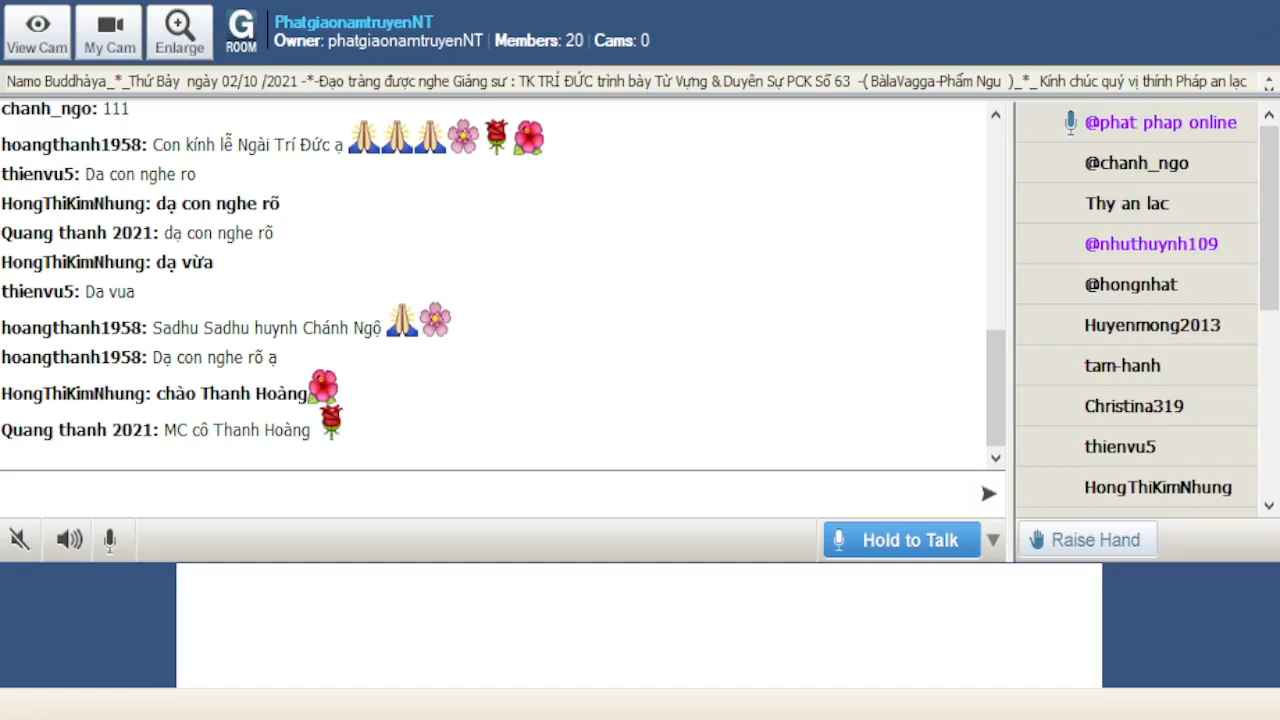 View Cam
My Cam
Enlarge
G
ROOM
PhatgiaonamtruyenNT
Owner: phatgiaonamtruyenNT | Members: 20 | Cams: 0
Namo Buddhàya_*_Thứ Bảy ngày 02/10 /2021 -*-Đạo tràng được nghe Giảng sư : TK TRÍ ĐỨC trình bày Từ Vựng & Duyên Sự PCK Số 63 -( BàlaVagga-Phẩm Ngu )_*_ Kính chúc quý vị thính Pháp an lạc
chanh_ngo: 111
hoangthanh1958: Con kính lễ Ngài Trí Đức ạ
thienvu5: Da con nghe ro
HongThiKimNhung: dạ con nghe rõ
Quang thanh 2021: dạ con nghe rõ
HongThiKimNhung: dạ vừa
thienvu5: Da vua
hoangthanh1958: Sadhu Sadhu huynh Chánh Ngộ
hoangthanh1958: Dạ con nghe rõ ạ
HongThiKimNhung: chào Thanh Hoàng
Quang thanh 2021: MC cô Thanh Hoàng
@phat phap online
@chanh_ngo
Thy an lac
@nhuthuynh109
@hongnhat
Huyenmong2013
tam-hanh
Christina319
thienvu5
HongThiKimNhung
Hold to Talk
Raise Hand